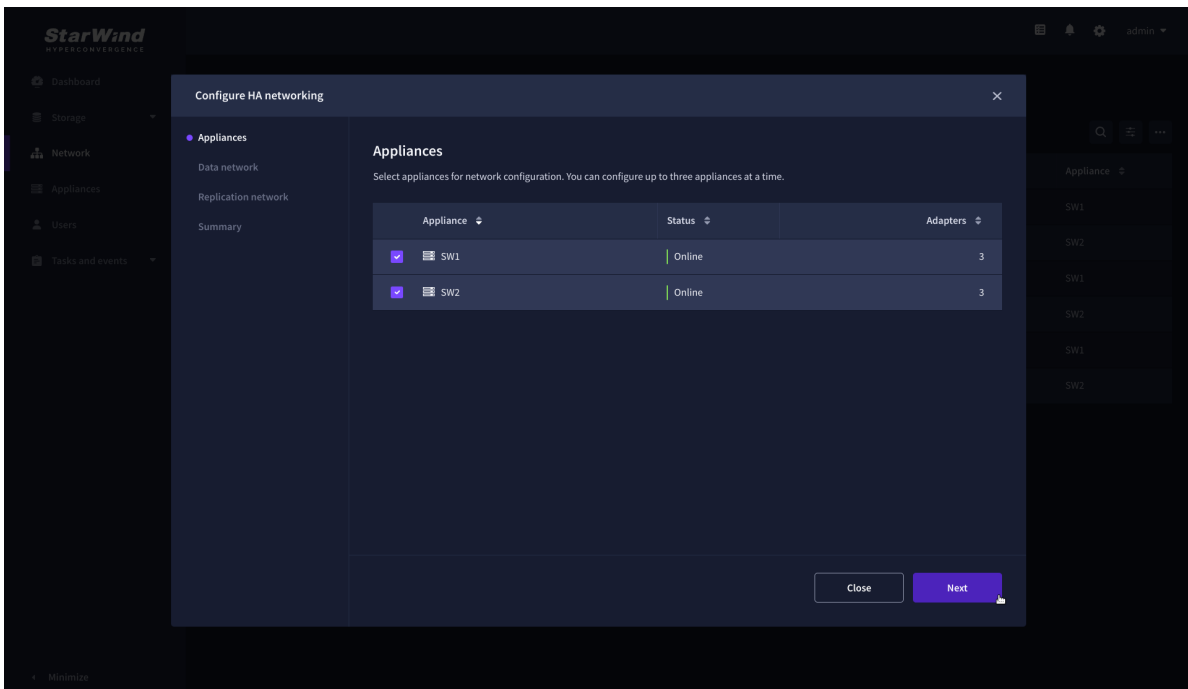 StarWind
HYPERCONVERGENCE
admin
Dashboard
Storage
Network
Appliances
Users
Tasks and events
Minimize
Configure HA networking
Appliances
Data network
Replication network
Summary
Appliances
Select appliances for network configuration. You can configure up to three appliances at a time.
Appliance Status Adapters
SW1 Online 3
SW2 Online 3
Close Next
Appliance
SW1
SW2
SW1
SW2
SW1
SW2